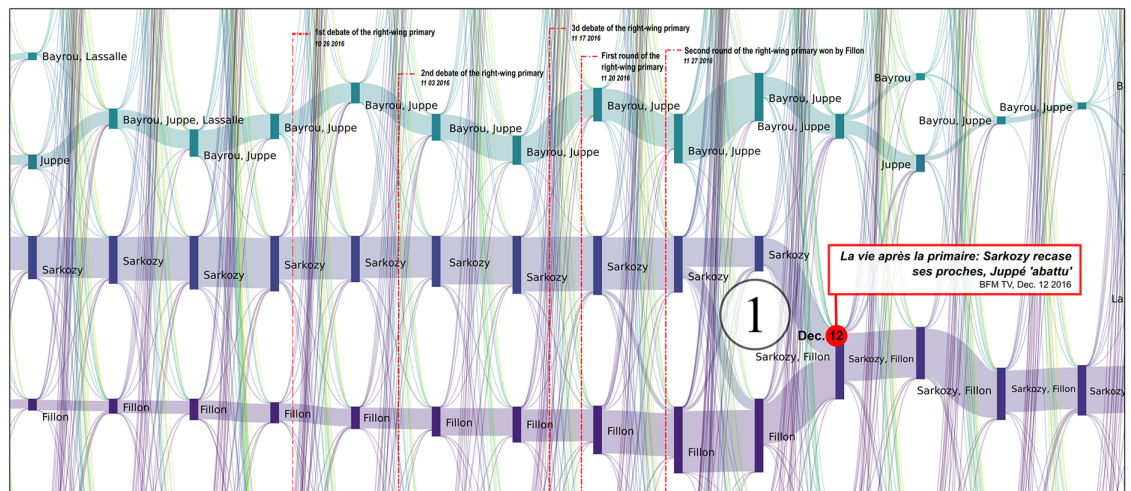 1st debate of the right-wing primary
10 26 2016
2nd debate of the right-wing primary
11 03 2016
3d debate of the right-wing primary
11 17 2016
First round of the
right-wing primary
11 20 2016
Second round of the right-wing primary won by Fillon
11 27 2016
Bayrou, Lassalle
Bayrou, Juppe, Lassalle
Bayrou, Juppe
Bayrou, Juppe
Bayrou, Juppe
Bayrou, Juppe
Bayrou, Juppe
Bayrou, Juppe
Bayrou, Juppe
Bayrou, Juppe
Bayrou, Juppe
Bayrou
Bayrou, Juppe
Bayrou, Juppe
B
Juppe
Juppe
Sarkozy
Sarkozy
Sarkozy
Sarkozy
Sarkozy
Sarkozy
Sarkozy
Sarkozy
Sarkozy
Sarkozy
La vie après la primaire: Sarkozy recase
ses proches, Juppé 'abattu'
BFM TV, Dec. 12 2016
La
1
Dec. 12
Sarkozy, Fillon
Sarkozy, Fillon
Sarkozy, Fillon
Sarkozy, Fillon
Sarkozy
Fillon
Fillon
Fillon
Fillon
Fillon
Fillon
Fillon
Fillon
Fillon
Fillon